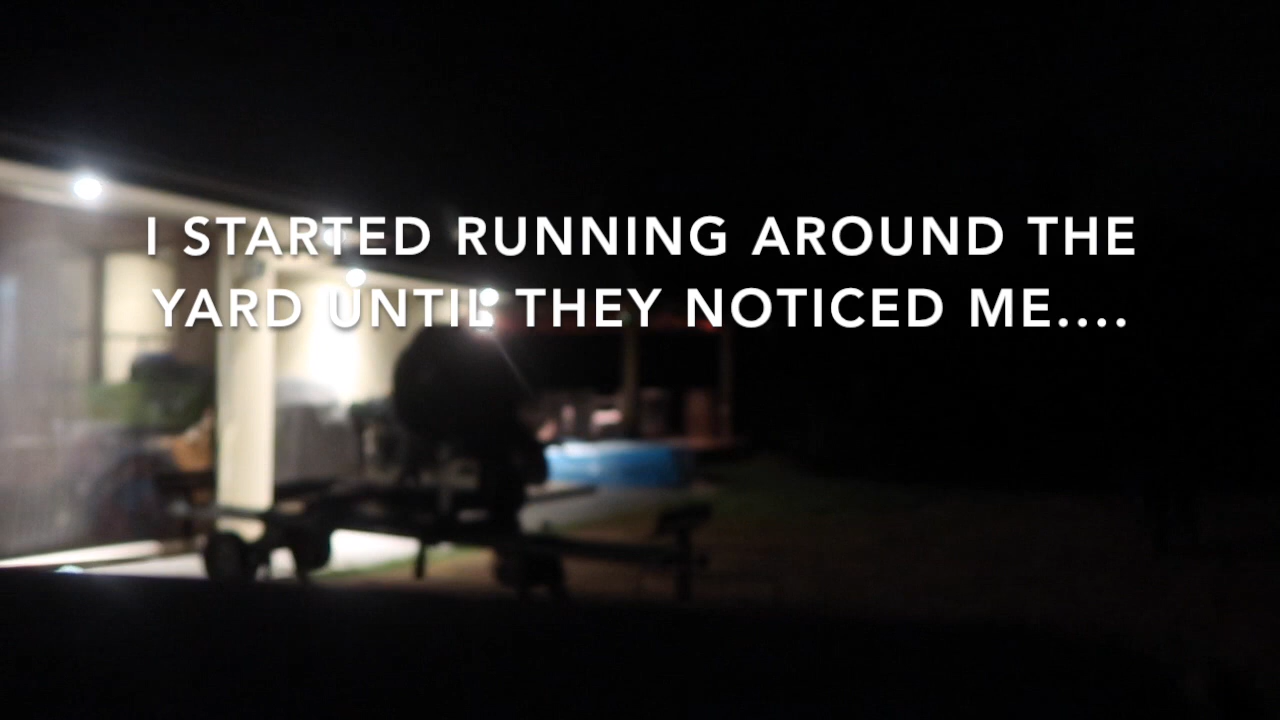 I STARTED RUNNING AROUND THE
YARD UNTIL THEY NOTICED ME....